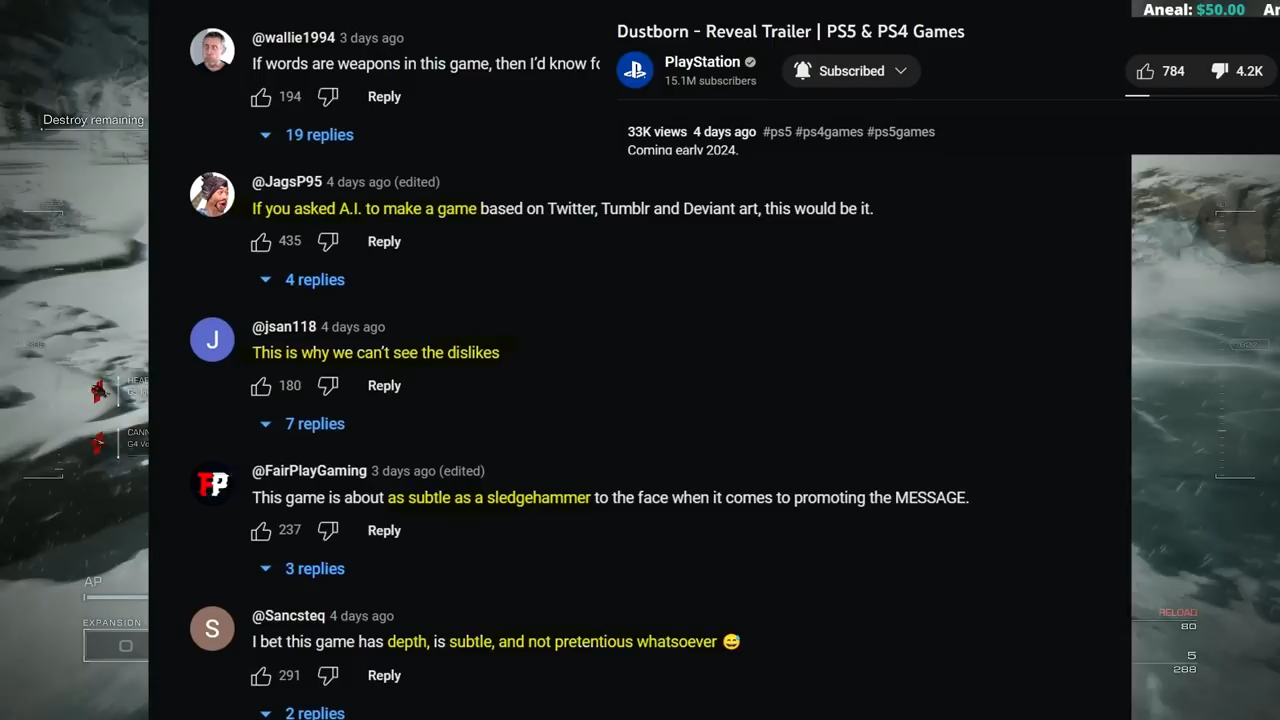 Aneal: $50.00
Dustborn - Reveal Trailer | PS5 & PS4 Games
PlayStation
15.1M subscribers
Subscribed
784
4.2K
33K views 4 days ago #ps5 #ps4games #ps5games
Coming early 2024.
@wallie1994 3 days ago
If words are weapons in this game, then I'd know
194 Reply
19 replies
@JagsP95 4 days ago (edited)
If you asked A.I. to make a game based on Twitter, Tumblr and Deviant art, this would be it.
435 Reply
4 replies
@jsan118 4 days ago
This is why we can't see the dislikes
180 Reply
7 replies
@FairPlayGaming 3 days ago (edited)
This game is about as subtle as a sledgehammer to the face when it comes to promoting the MESSAGE.
237 Reply
3 replies
@Sancsteq 4 days ago
I bet this game has depth, is subtle, and not pretentious whatsoever 😅
291 Reply
2 replies
Destroy remaining
AP
EXPANSION
RELOAD
80
5
288
J
FP
S